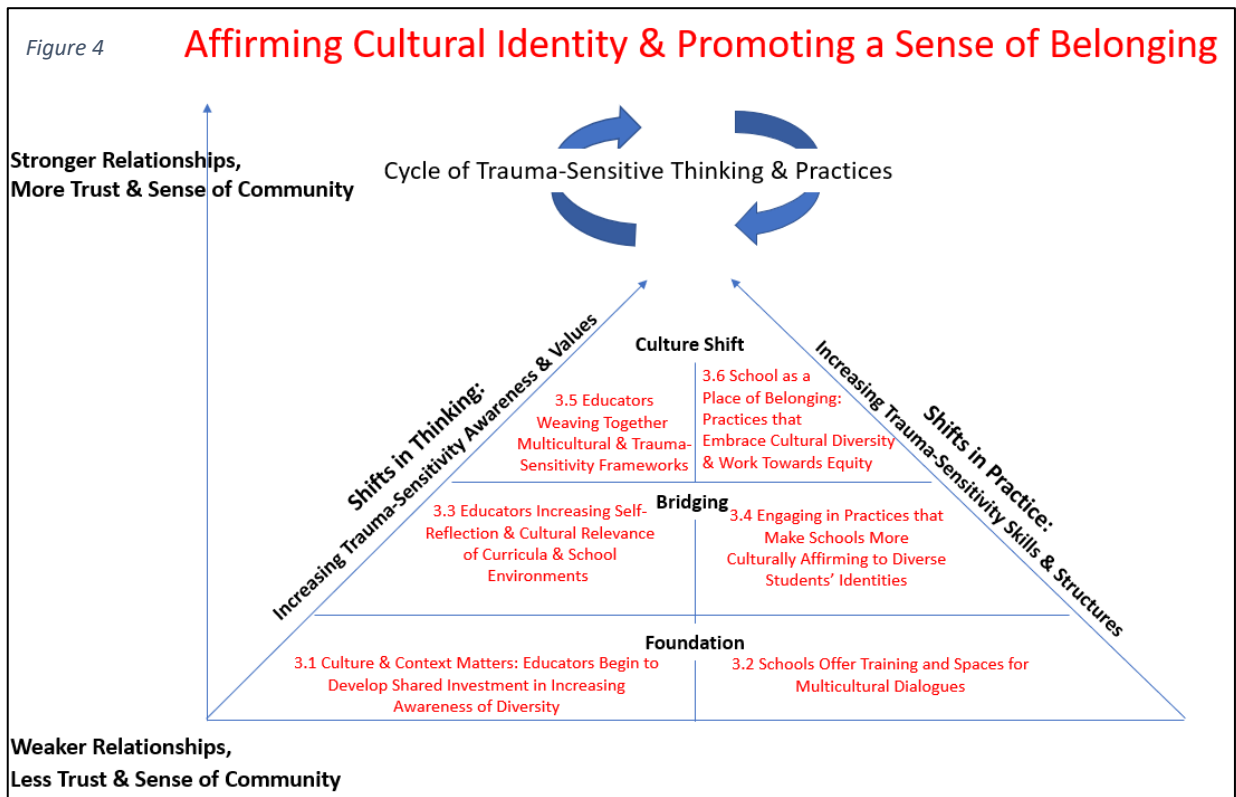 Figure 4
Affirming Cultural Identity & Promoting a Sense of Belonging
Stronger Relationships,
More Trust & Sense of Community
Cycle of Trauma-Sensitive Thinking & Practices
Shifts in Thinking:
Increasing Trauma-Sensitivity Awareness & Values
Shifts in Practice:
Increasing Trauma-Sensitivity Skills & Structures
Culture Shift
3.5 Educators
Weaving Together
Multicultural & Trauma-
Sensitivity Frameworks
3.6 School as a
Place of Belonging:
Practices that
Embrace Cultural Diversity
& Work Towards Equity
Bridging
3.3 Educators Increasing Self-
Reflection & Cultural Relevance
of Curricula & School
Environments
3.4 Engaging in Practices that
Make Schools More
Culturally Affirming to Diverse
Students’ Identities
Foundation
3.1 Culture & Context Matters: Educators Begin to
Develop Shared Investment in Increasing
Awareness of Diversity
3.2 Schools Offer Training and Spaces for
Multicultural Dialogues
Weaker Relationships,
Less Trust & Sense of Community